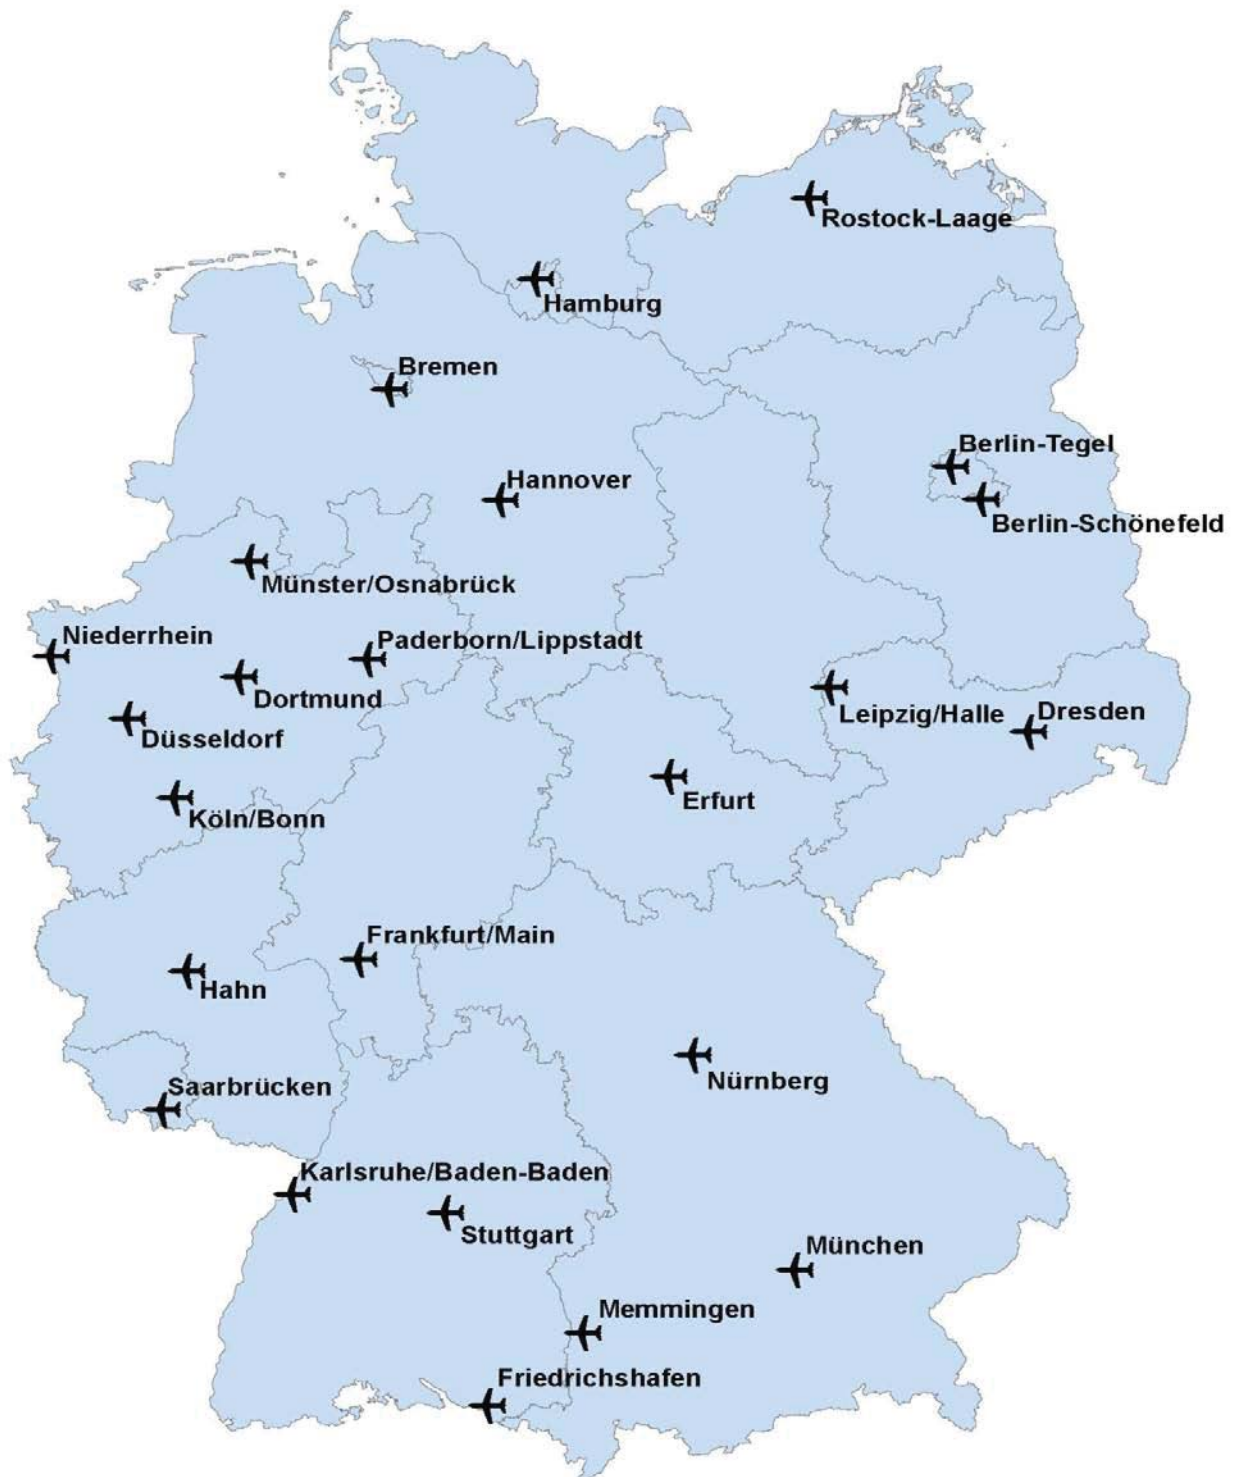 Rostock-Laage
Hamburg
Bremen
Berlin-Tegel
Hannover
Berlin-Schönefeld
Münster/Osnabrück
Niederrhein
Paderborn/Lippstadt
Dortmund
Leipzig/Halle
Dresden
Düsseldorf
Erfurt
Köln/Bonn
Frankfurt/Main
Hahn
Nürnberg
Saarbrücken
Karlsruhe/Baden-Baden
Stuttgart
München
Memmingen
Friedrichshafen